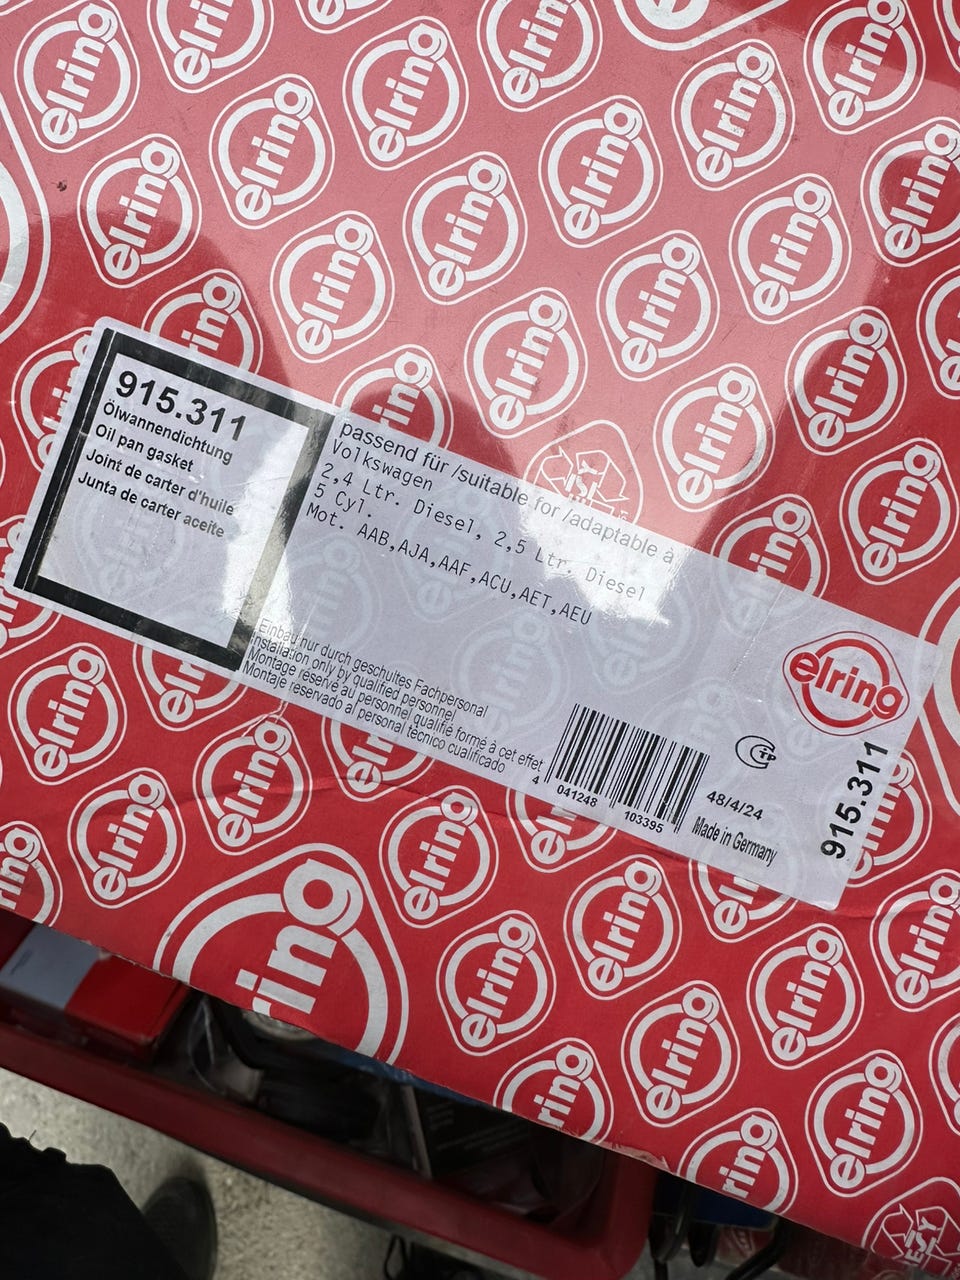 915.311
Ölwannendichtung
Oil pan gasket
Joint de carter d'huile
Junta de carter aceite
passend für /suitable for /adaptable à
Volkswagen
2,4 Ltr. Diesel, 2,5 Ltr. Diesel
5 Cyl.
Mot. AAB,AJA,AAF,ACU,AET,AEU
Einbau nur durch geschultes Fachpersonal
Installation only by qualified personnel
Montage réservé au personnel qualifié formé à cet effet
Montaje reservado al personal técnico cualificado
4 041248 103395
48/4/24
Made in Germany
elring
915.311